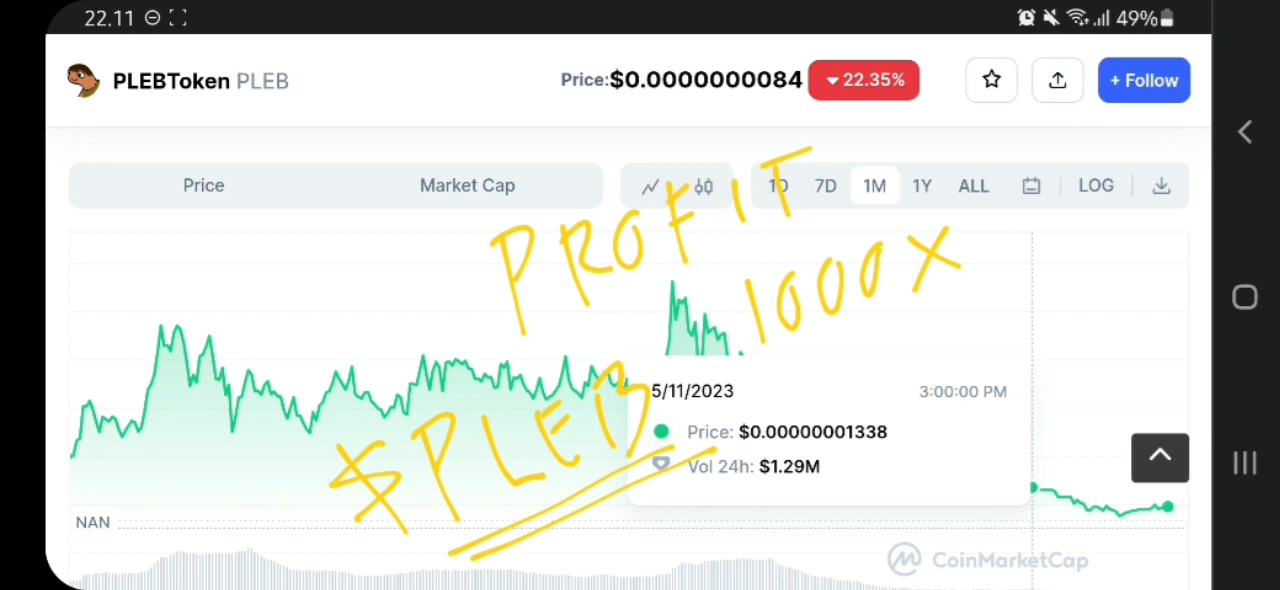 22.11 49%
PLEBToken PLEB Price:$0.0000000084 22.35% + Follow
Price Market Cap 1D 7D 1M 1Y ALL LOG
PROFIT
1000X
$PLEB
5/11/2023 3:00:00 PM
Price: $0.00000001338
Vol 24h: $1.29M
NAN
CoinMarketCap